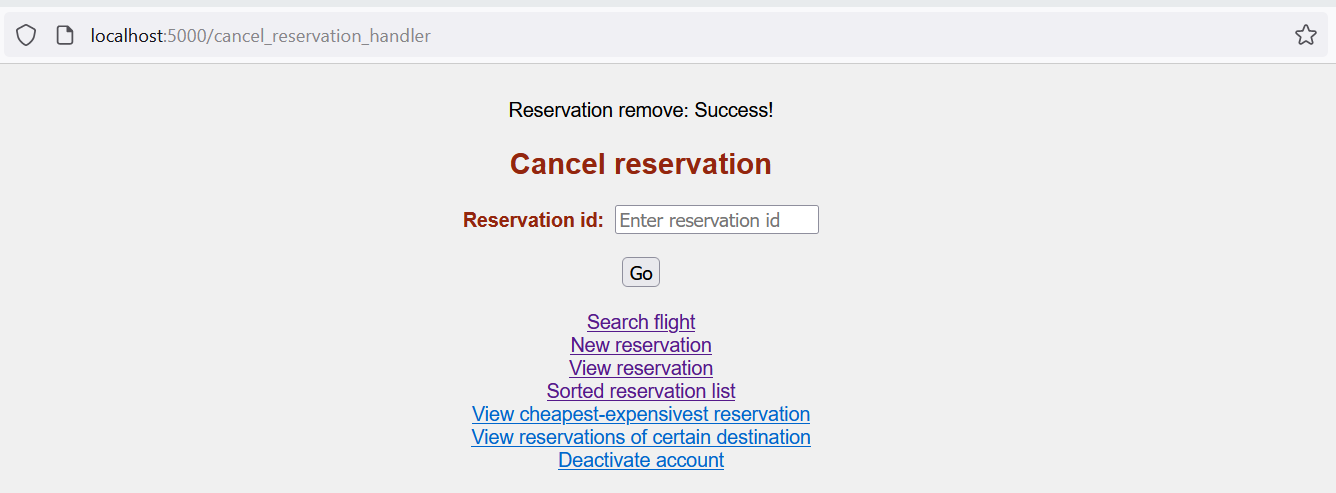 localhost:5000/cancel_reservation_handler
Reservation remove: Success!
Cancel reservation
Reservation id: Enter reservation id
Go
Search flight
New reservation
View reservation
Sorted reservation list
View cheapest-expensivest reservation
View reservations of certain destination
Deactivate account